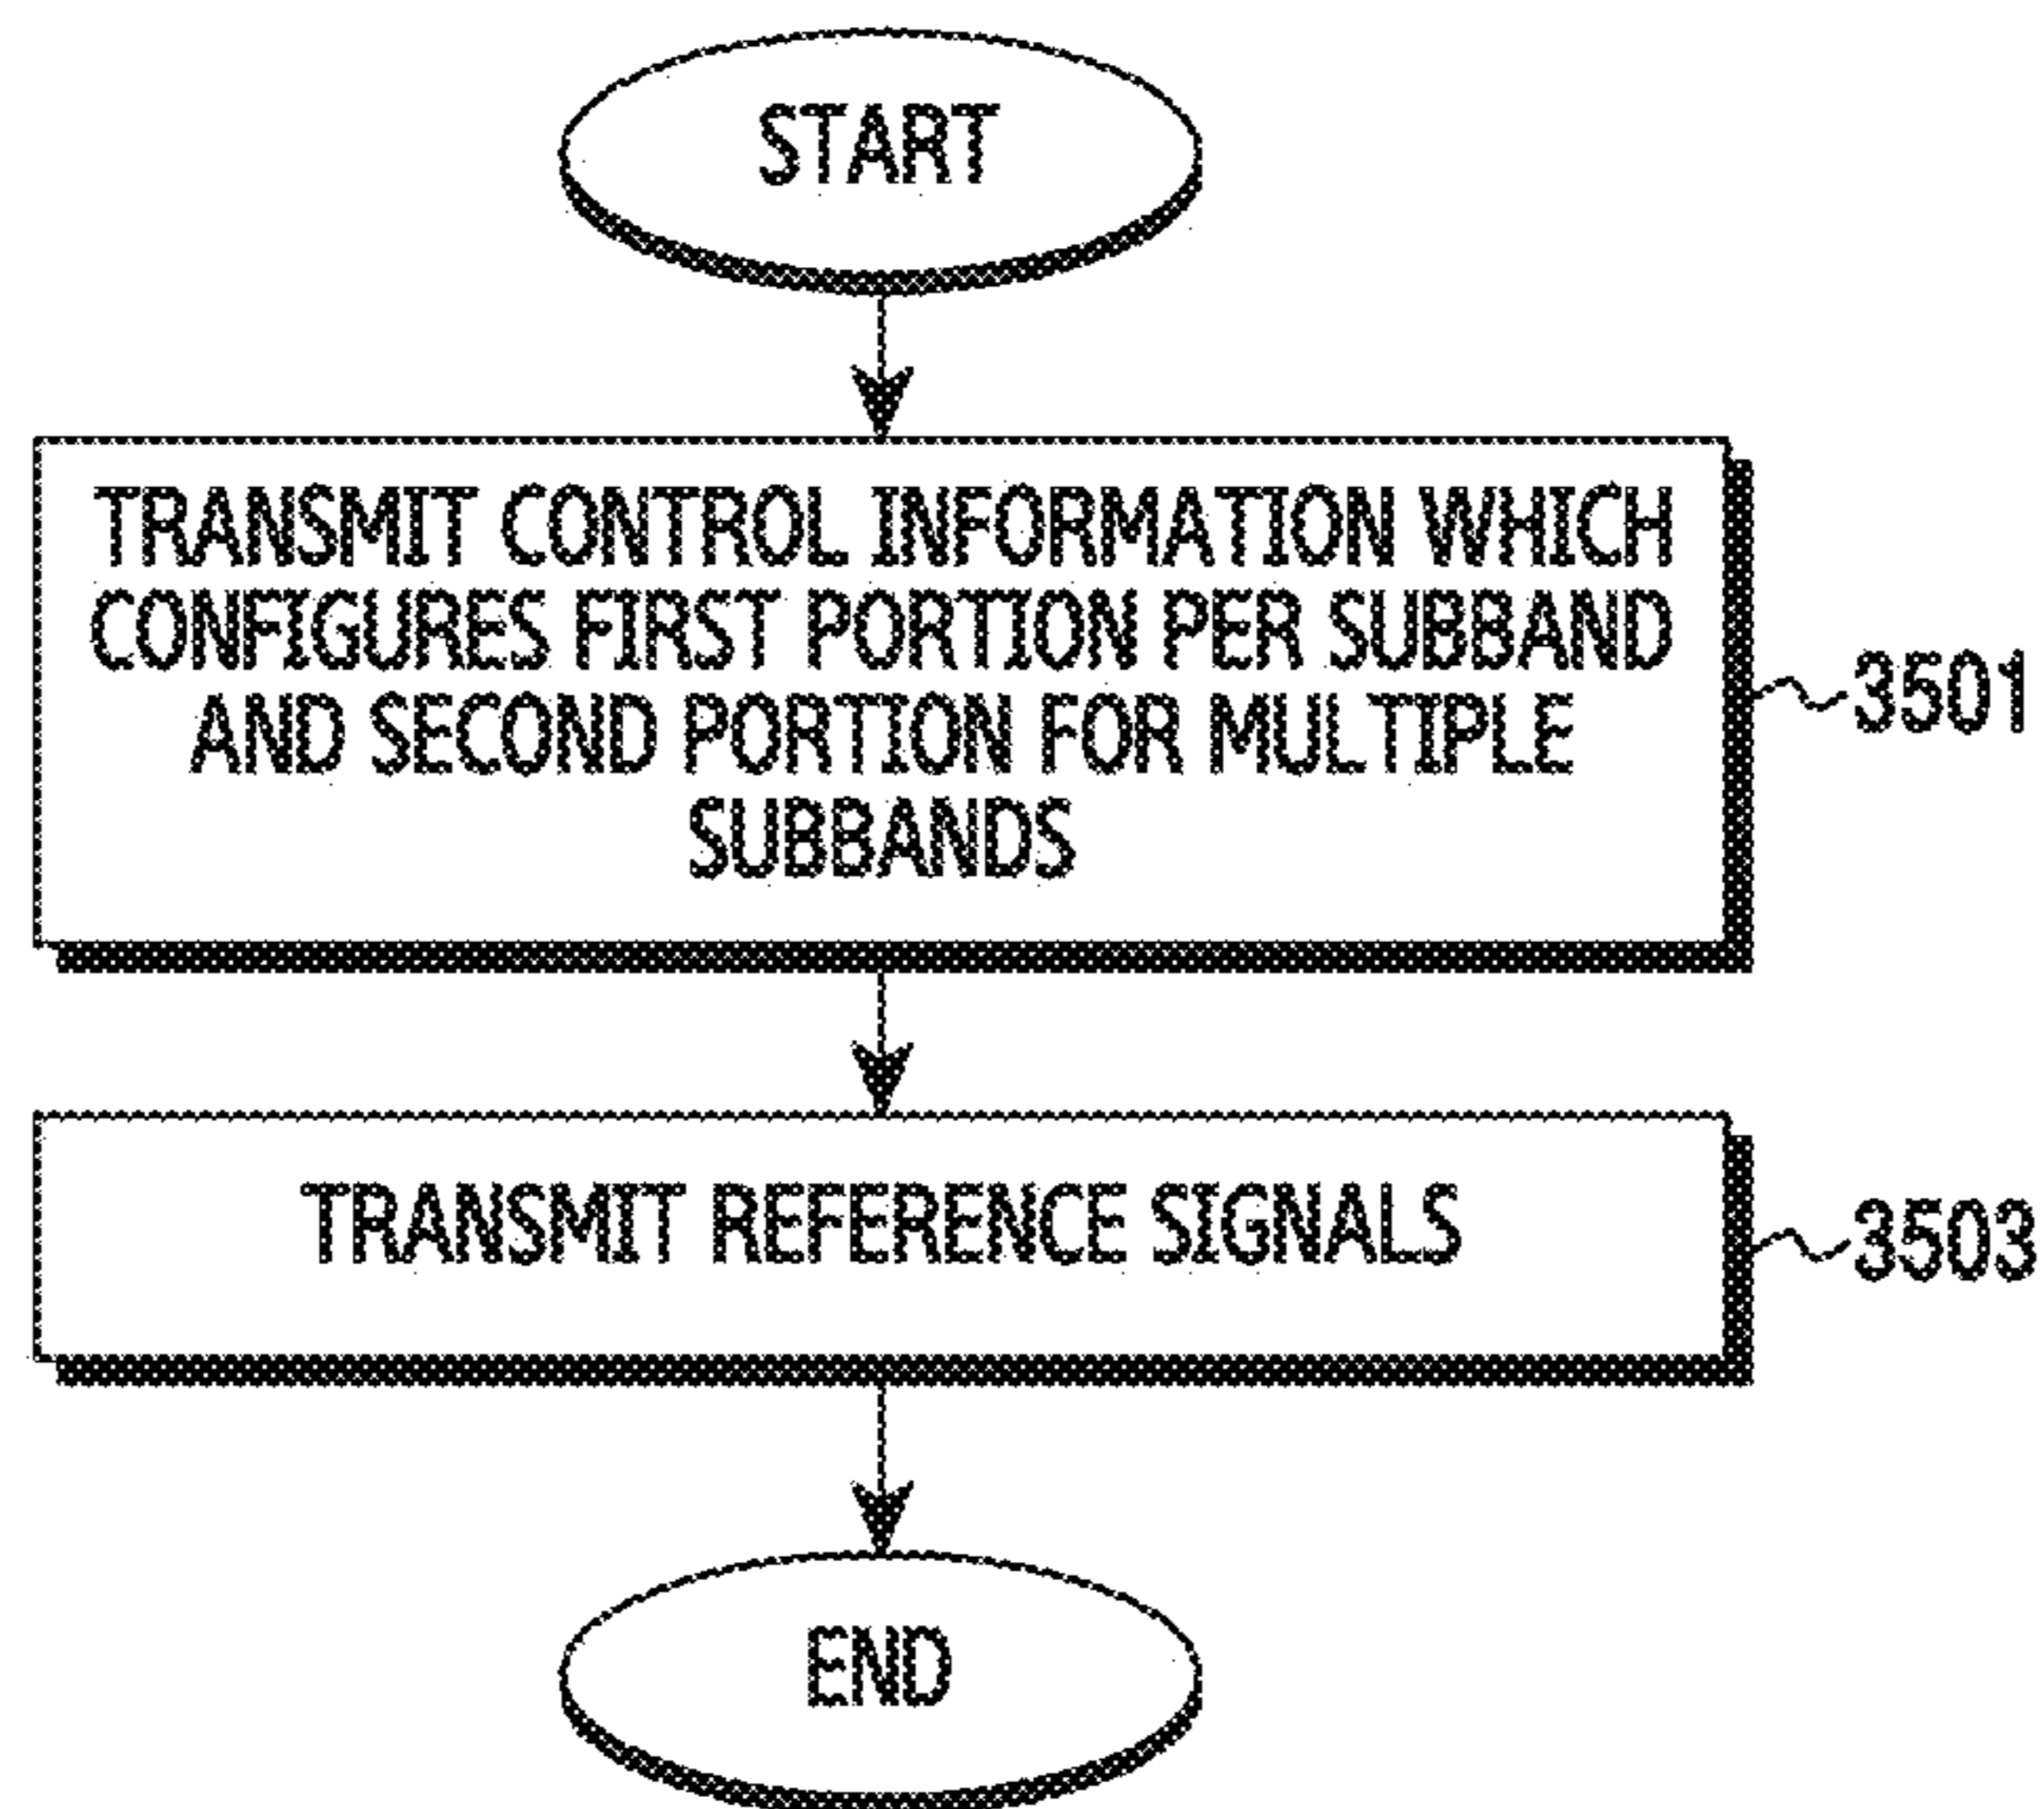 START
TRANSMIT CONTROL INFORMATION WHICH
CONFIGURES FIRST PORTION PER SUBBAND
AND SECOND PORTION FOR MULTIPLE
SUBBANDS
3501
TRANSMIT REFERENCE SIGNALS
3503
END